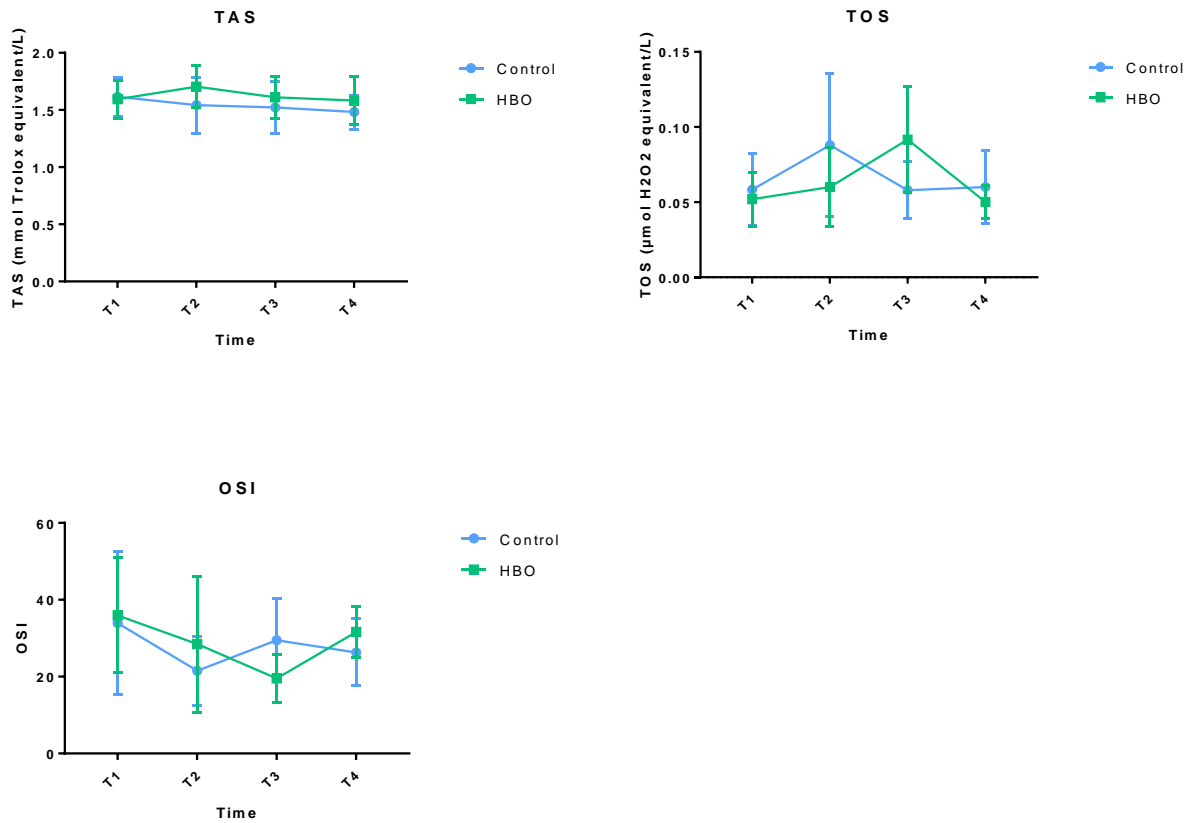 TAS
TAS (mmol Trolox equivalent/L)
2.0
1.5
1.0
0.5
0.0
T1
T2
T3
T4
Time
Control
HBO
TOS
TOS (µmol H2O2 equivalent/L)
0.15
0.10
0.05
0.00
T1
T2
T3
T4
Time
Control
HBO
OSI
OSI
60
40
20
0
T1
T2
T3
T4
Time
Control
HBO